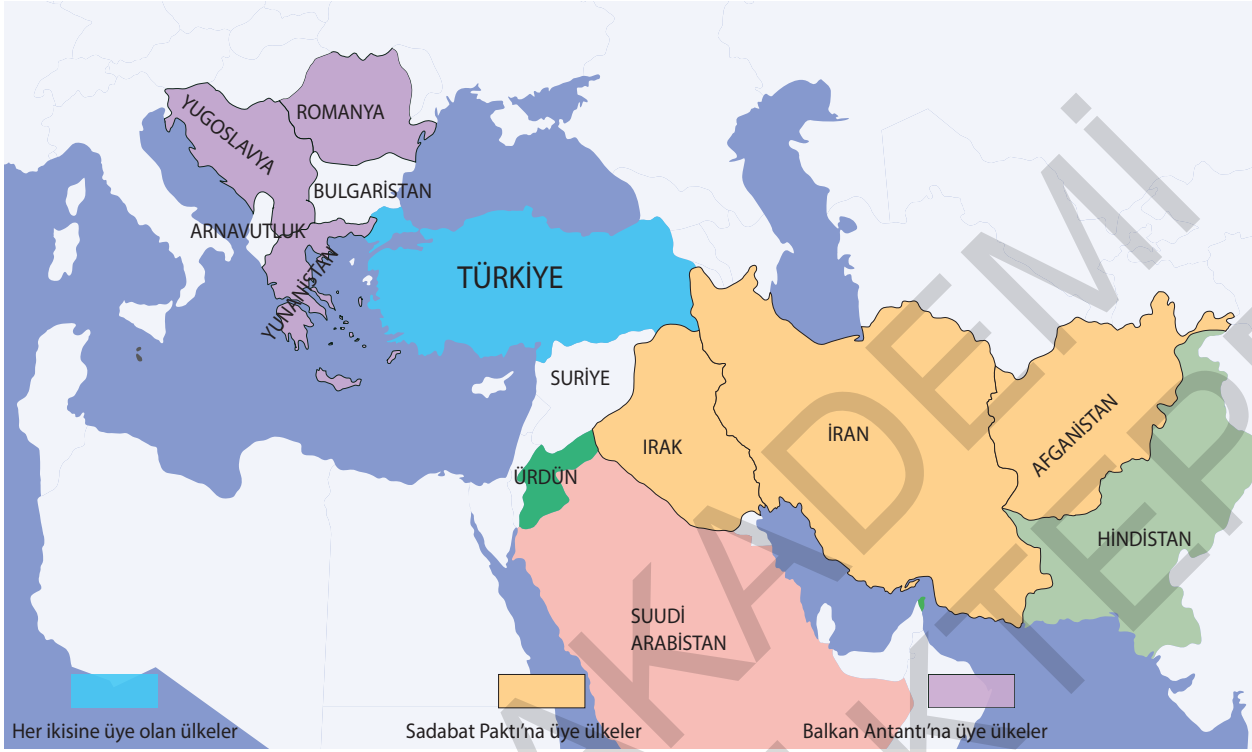 ROMANYA
YUGOSLAVYA
BULGARİSTAN
ARNAVUTLUK
YUNANİSTAN
TÜRKİYE
SURİYE
ÜRDÜN
IRAK
İRAN
AFGANİSTAN
HİNDİSTAN
SUUDİ
ARABİSTAN
Her ikisine üye olan ülkeler
Sadabat Paktı'na üye ülkeler
Balkan Antantı'na üye ülkeler